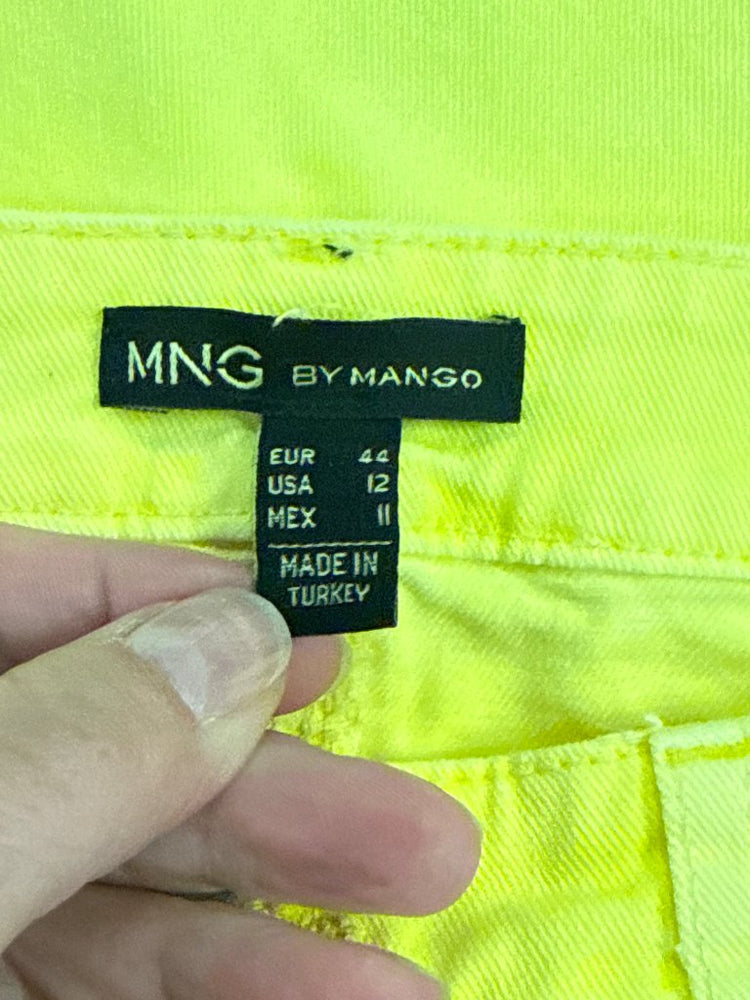 MNG BY MANGO
EUR 44
USA 12
MEX 11
MADE IN
TURKEY